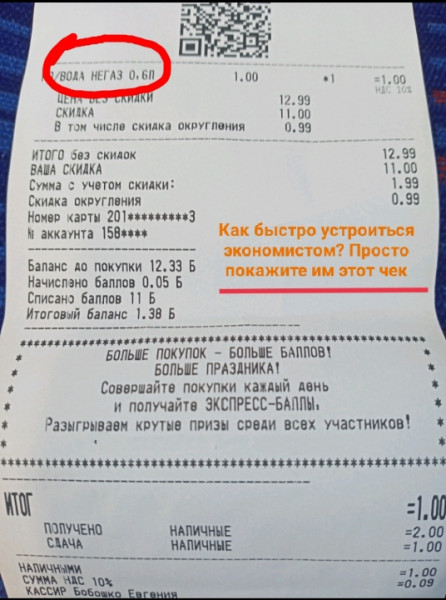 ПР/ВОДА НЕГАЗ 0,6Л 1.00 *1 =1.00
НДС 10%
ЦЕНА БЕЗ СКИДКИ 12.99
СКИДКА 11.00
В том числе скидка округления 0.99
ИТОГО без скидок 12.99
ВАША СКИДКА 11.00
Сумма с учетом скидки: 1.99
Скидка округления 0.99
Номер карты 201*********3
№ аккаунта 158****
Как быстро устроиться
экономистом? Просто
покажите им этот чек
Баланс до покупки 12.33 Б
Начислено баллов 0.05 Б
Списано баллов 11 Б
Итоговый баланс 1.38 Б
БОЛЬШЕ ПОКУПОК - БОЛЬШЕ БАЛЛОВ!
БОЛЬШЕ ПРАЗДНИКА!
Совершайте покупки каждый день
и получайте ЭКСПРЕСС-БАЛЛЫ.
Разыгрываем крутые призы среди всех участников!
ИТОГ =1.00
ПОЛУЧЕНО НАЛИЧНЫЕ =2.00
СДАЧА НАЛИЧНЫЕ =1.00
НАЛИЧНЫМИ =1.00
СУММА НДС 10% =0.09
КАССИР Бобошко Евгения